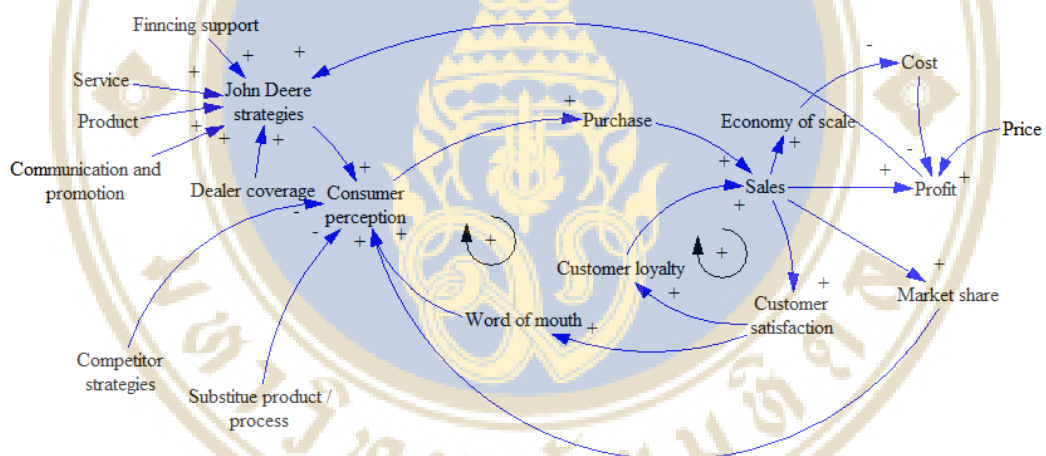 Finncing support
Service
John Deere
strategies
Product
Communication and
promotion
Dealer coverage
Consumer
perception
Purchase
Economy of scale
Cost
Price
Sales
Profit
Customer loyalty
Market share
Customer
satisfaction
Word of mouth
Competitor
strategies
Substitue product /
process